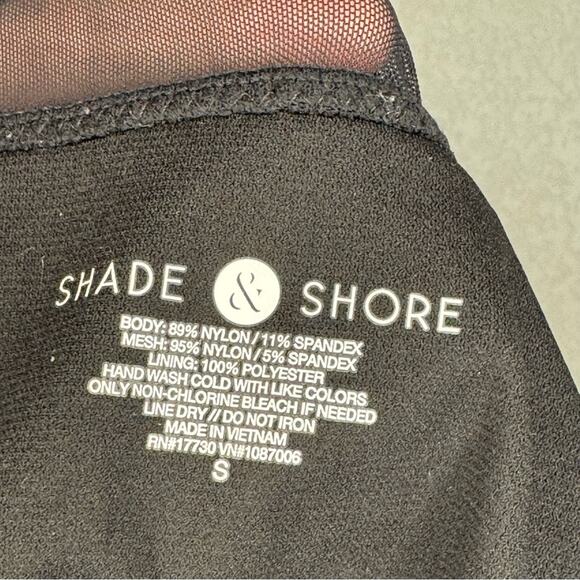 SHADE & SHORE
BODY: 89% NYLON / 11% SPANDEX
MESH: 95% NYLON / 5% SPANDEX
LINING: 100% POLYESTER
HAND WASH COLD WITH LIKE COLORS
ONLY NON-CHLORINE BLEACH IF NEEDED
LINE DRY // DO NOT IRON
MADE IN VIETNAM
RN#17730 VN#1087006
S